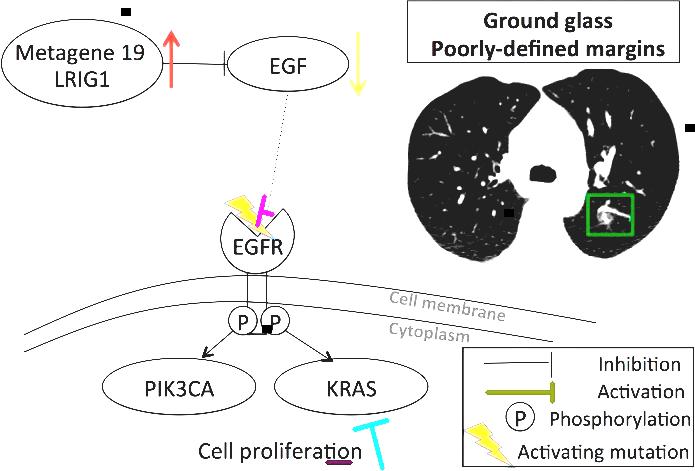 Metagene 19
LRIG1
EGF
Ground glass
Poorly-defined margins
EGFR
Cell membrane
Cytoplasm
P P
PIK3CA
KRAS
Cell proliferation
Inhibition
Activation
P Phosphorylation
Activating mutation